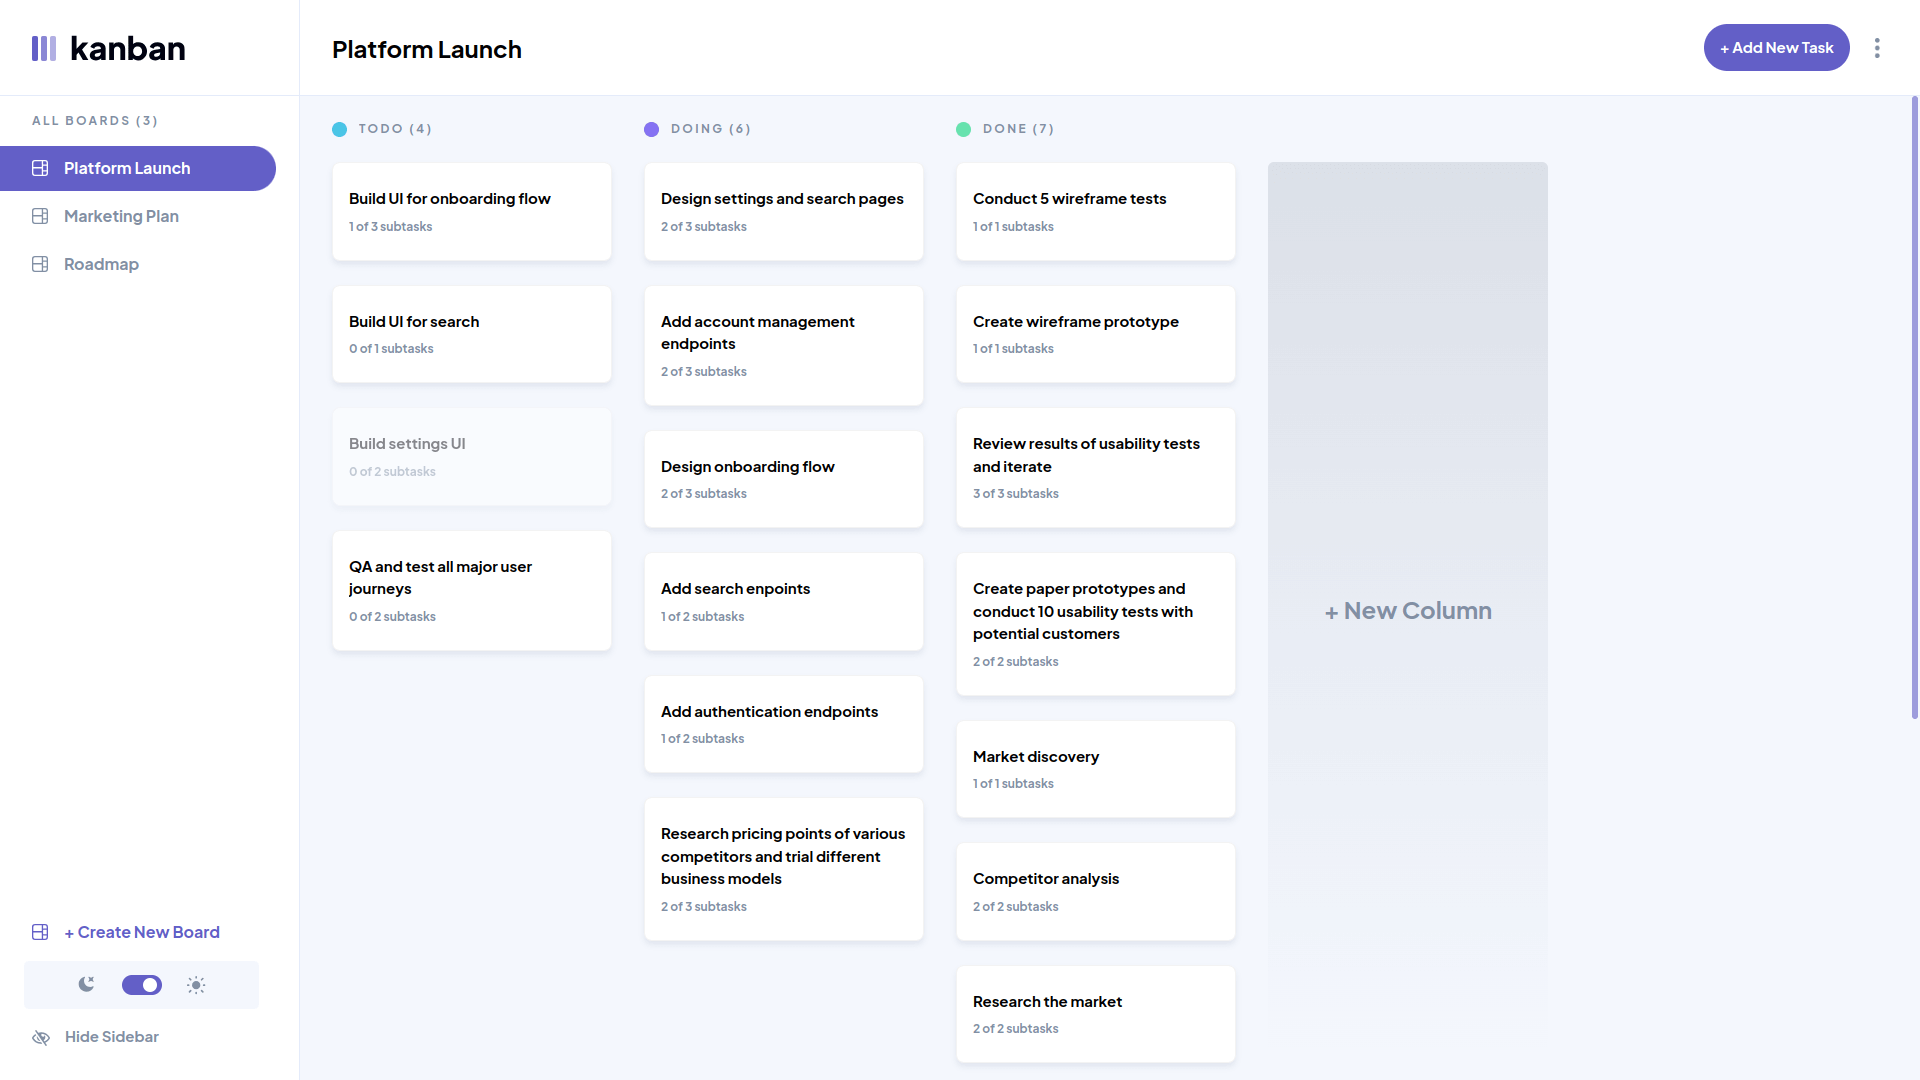 kanban
Platform Launch
+ Add New Task
ALL BOARDS (3)
Platform Launch
Marketing Plan
Roadmap
+ Create New Board
Hide Sidebar
TODO (4)
Build UI for onboarding flow
1 of 3 subtasks
Build UI for search
0 of 1 subtasks
Build settings UI
0 of 2 subtasks
QA and test all major user
journeys
0 of 2 subtasks
DOING (6)
Design settings and search pages
2 of 3 subtasks
Add account management
endpoints
2 of 3 subtasks
Design onboarding flow
2 of 3 subtasks
Add search enpoints
1 of 2 subtasks
Add authentication endpoints
1 of 2 subtasks
Research pricing points of various
competitors and trial different
business models
2 of 3 subtasks
DONE (7)
Conduct 5 wireframe tests
1 of 1 subtasks
Create wireframe prototype
1 of 1 subtasks
Review results of usability tests
and iterate
3 of 3 subtasks
Create paper prototypes and
conduct 10 usability tests with
potential customers
2 of 2 subtasks
Market discovery
1 of 1 subtasks
Competitor analysis
2 of 2 subtasks
Research the market
2 of 2 subtasks
+ New Column